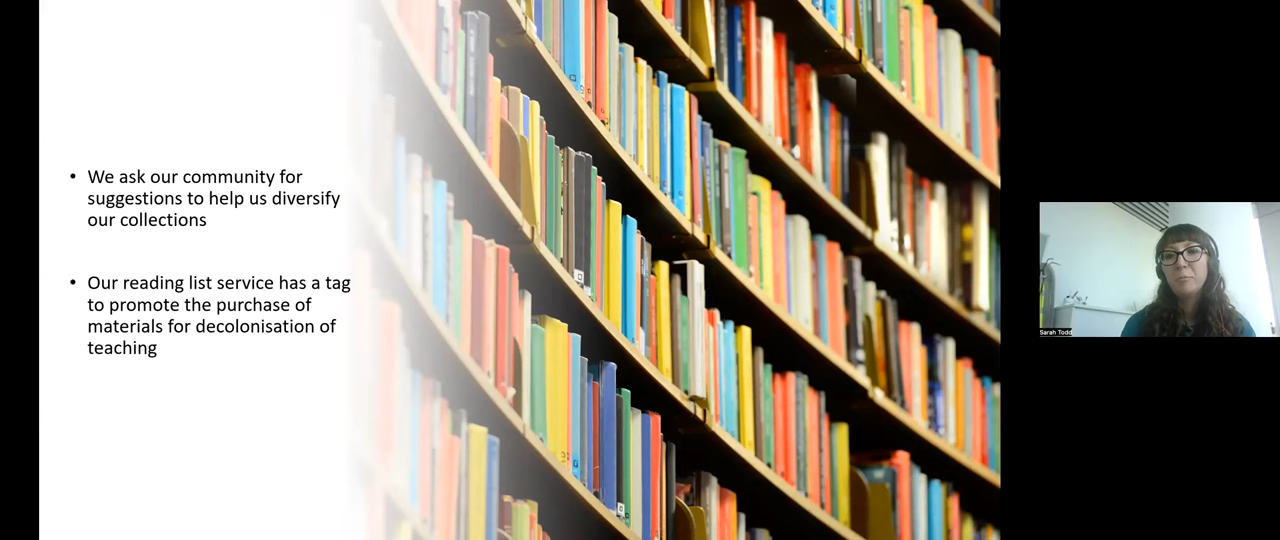 • We ask our community for
suggestions to help us diversify
our collections
• Our reading list service has a tag
to promote the purchase of
materials for decolonisation of
teaching
Sarah Todd